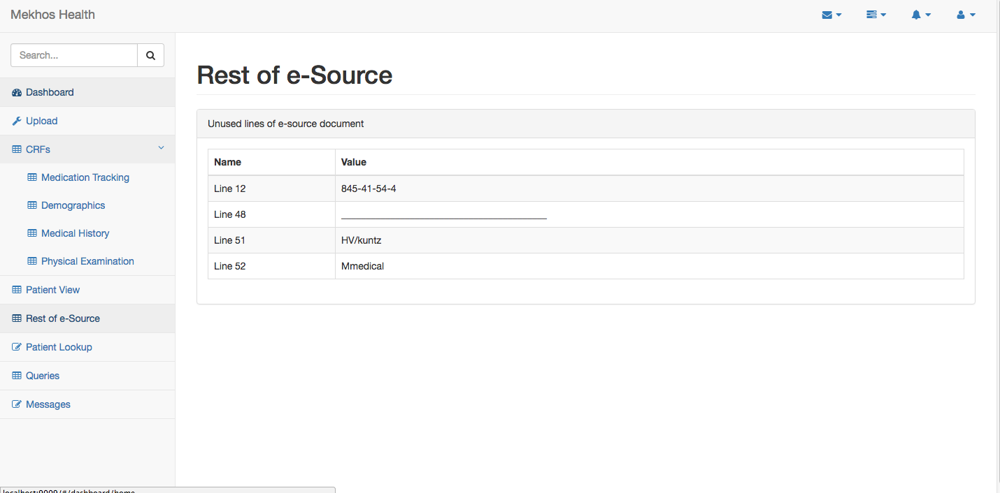 Mekhos Health
Search...
Dashboard
Upload
CRFs
Medication Tracking
Demographics
Medical History
Physical Examination
Patient View
Rest of e-Source
Patient Lookup
Queries
Messages
Rest of e-Source
Unused lines of e-source document
Name Value
Line 12 845-41-54-4
Line 48 __________________________________________
Line 51 HV/kuntz
Line 52 Mmedical
localhost:9009/#/dashboard/home